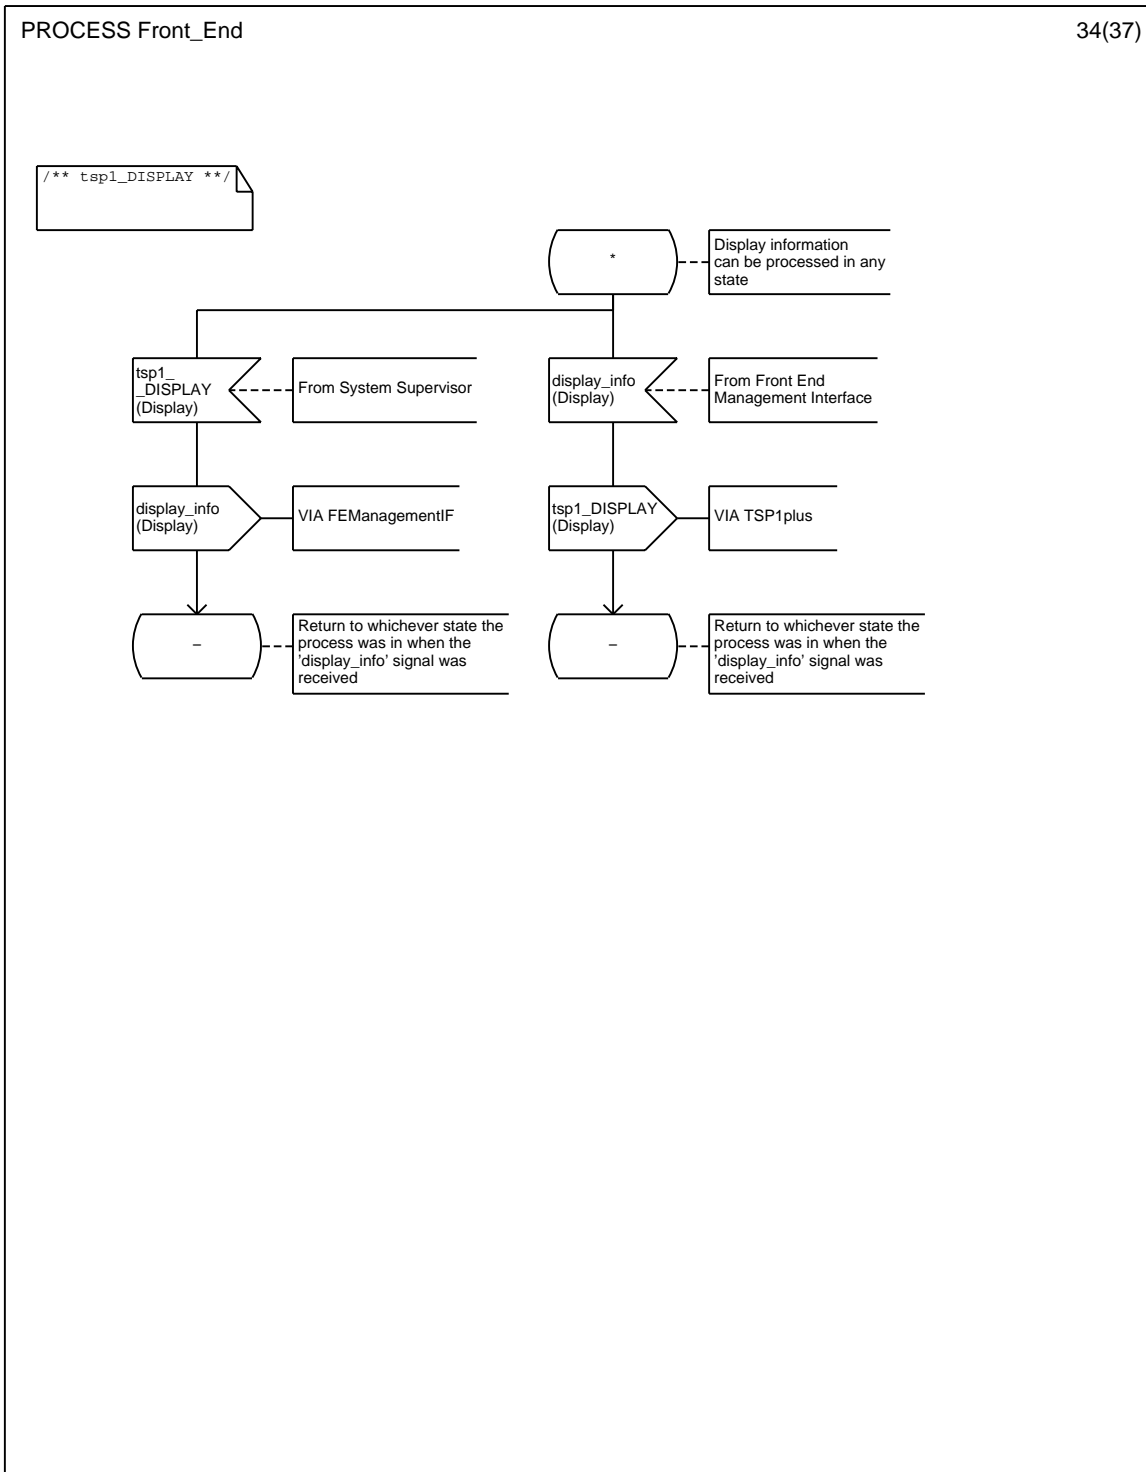 PROCESS Front_End
34(37)
/** tsp1_DISPLAY **/
*
Display information
can be processed in any
state
tsp1_
_DISPLAY
(Display)
From System Supervisor
display_info
(Display)
From Front End
Management Interface
display_info
(Display)
VIA FEManagementIF
tsp1_DISPLAY
(Display)
VIA TSP1plus
–
Return to whichever state the
process was in when the
’display_info’ signal was
received
–
Return to whichever state the
process was in when the
’display_info’ signal was
received